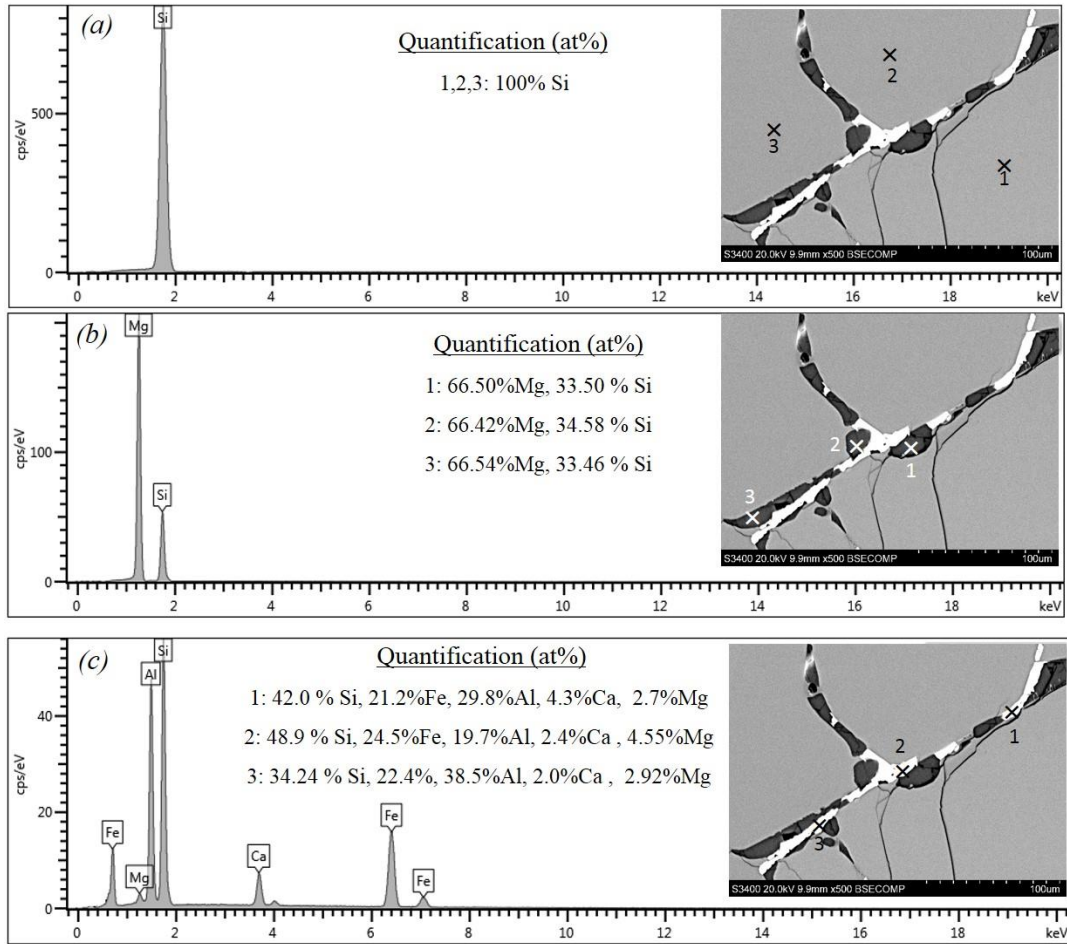 (a)
Si
Quantification (at%)
1,2,3: 100% Si
500
0
cps/eV
0 2 4 6 8 10 12 14 16 18 keV
2
3
1
S3400 20.0kV 9.9mm x500 BSECOMP 100um
(b)
Mg
Si
Quantification (at%)
1: 66.50%Mg, 33.50 % Si
2: 66.42%Mg, 34.58 % Si
3: 66.54%Mg, 33.46 % Si
100
0
cps/eV
0 2 4 6 8 10 12 14 16 18 keV
2
1
3
S3400 20.0kV 9.9mm x500 BSECOMP 100um
(c)
Si
Al
Quantification (at%)
1: 42.0 % Si, 21.2%Fe, 29.8%Al, 4.3%Ca, 2.7%Mg
2: 48.9 % Si, 24.5%Fe, 19.7%Al, 2.4%Ca , 4.55%Mg
3: 34.24 % Si, 22.4%, 38.5%Al, 2.0%Ca , 2.92%Mg
40
20
0
cps/eV
Fe
Mg
Ca
Fe
Fe
0 2 4 6 8 10 12 14 16 18 keV
1
2
3
S3400 20.0kV 9.9mm x500 BSECOMP 100um